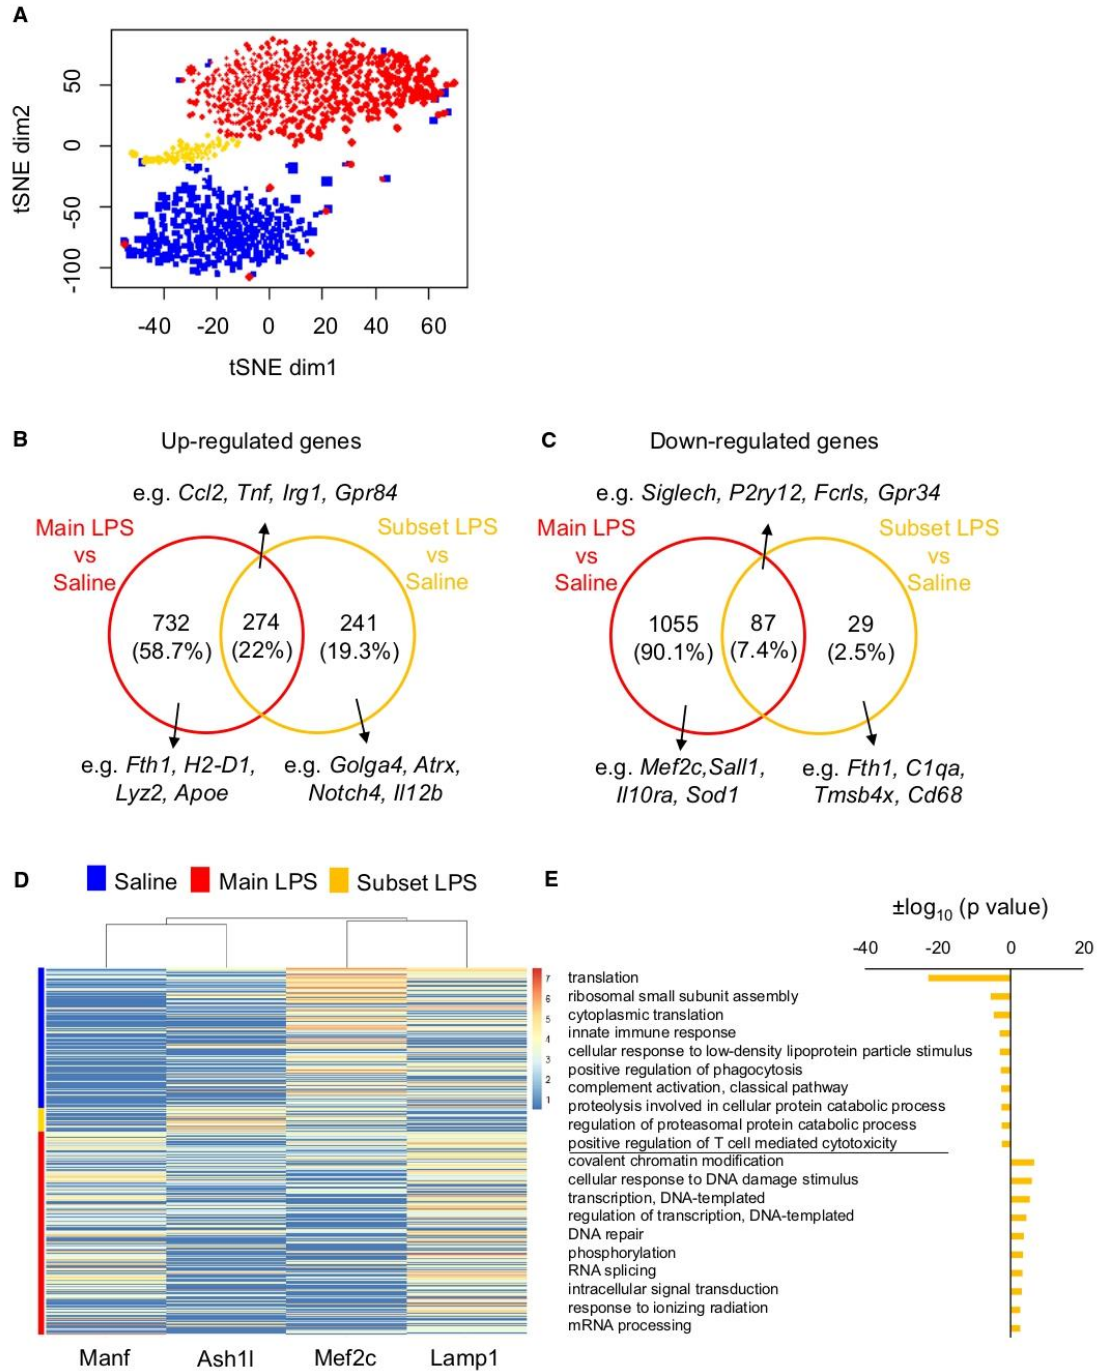 A
tSNE dim2
50
0
-50
-100
-40 -20 0 20 40 60
tSNE dim1
B
Up-regulated genes
e.g. Ccl2, Tnf, Irg1, Gpr84
Main LPS
vs
Saline
Subset LPS
vs
Saline
732
(58.7%)
274
(22%)
241
(19.3%)
e.g. Fth1, H2-D1,
Lyz2, Apoe
e.g. Golga4, Atrx,
Notch4, Il12b
C
Down-regulated genes
e.g. Siglech, P2ry12, Fcrls, Gpr34
Main LPS
vs
Saline
Subset LPS
vs
Saline
1055
(90.1%)
87
(7.4%)
29
(2.5%)
e.g. Mef2c,Sall1,
Il10ra, Sod1
e.g. Fth1, C1qa,
Tmsb4x, Cd68
D
Saline Main LPS Subset LPS
7
6
5
4
3
2
1
Manf Ash1l Mef2c Lamp1
E
±log10 (p value)
-40 -20 0 20
translation
ribosomal small subunit assembly
cytoplasmic translation
innate immune response
cellular response to low-density lipoprotein particle stimulus
positive regulation of phagocytosis
complement activation, classical pathway
proteolysis involved in cellular protein catabolic process
regulation of proteasomal protein catabolic process
positive regulation of T cell mediated cytotoxicity
covalent chromatin modification
cellular response to DNA damage stimulus
transcription, DNA-templated
regulation of transcription, DNA-templated
DNA repair
phosphorylation
RNA splicing
intracellular signal transduction
response to ionizing radiation
mRNA processing